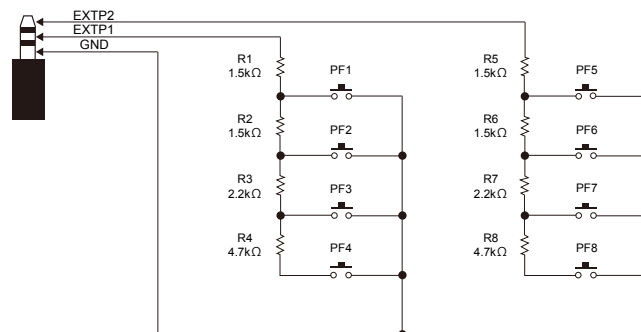 EXTP2
EXTP1
GND
R1
1.5kΩ
PF1
R2
1.5kΩ
PF2
R3
2.2kΩ
PF3
R4
4.7kΩ
PF4
R5
1.5kΩ
PF5
R6
1.5kΩ
PF6
R7
2.2kΩ
PF7
R8
4.7kΩ
PF8